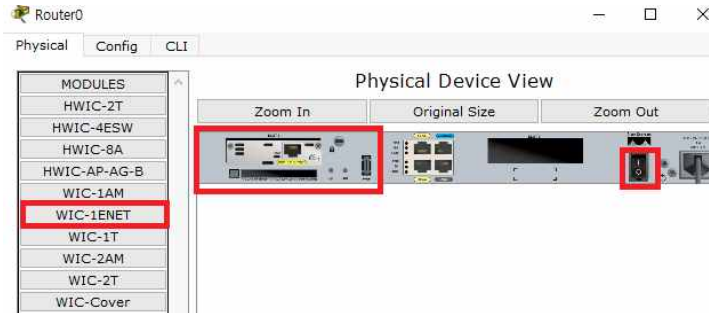 Router0
Physical Config CLI
MODULES
HWIC-2T
HWIC-4ESW
HWIC-8A
HWIC-AP-AG-B
WIC-1AM
WIC-1ENET
WIC-1T
WIC-2AM
WIC-2T
WIC-Cover
Physical Device View
Zoom In Original Size Zoom Out